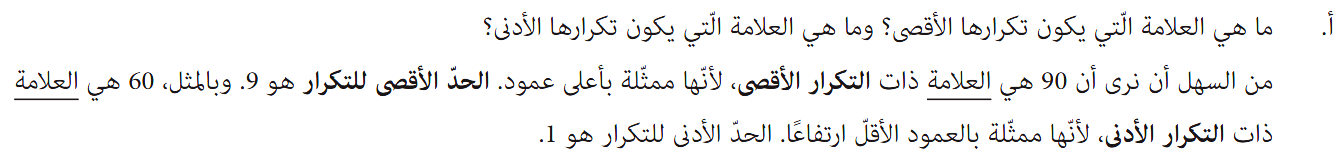 أ. ما هي العلامة الّتي يكون تكرارها الأقصى؟ وما هي العلامة الّتي يكون تكرارها الأدنى؟
من السهل أن نرى أن 90 هي العلامة ذات التكرار الأقصى، لأنّها ممثّلة بأعلى عمود. الحدّ الأقصى للتكرار هو 9. وبالمثل، 60 هي العلامة
ذات التكرار الأدنى، لأنّها ممثّلة بالعمود الأقلّ ارتفاعًا. الحدّ الأدنى للتكرار هو 1.